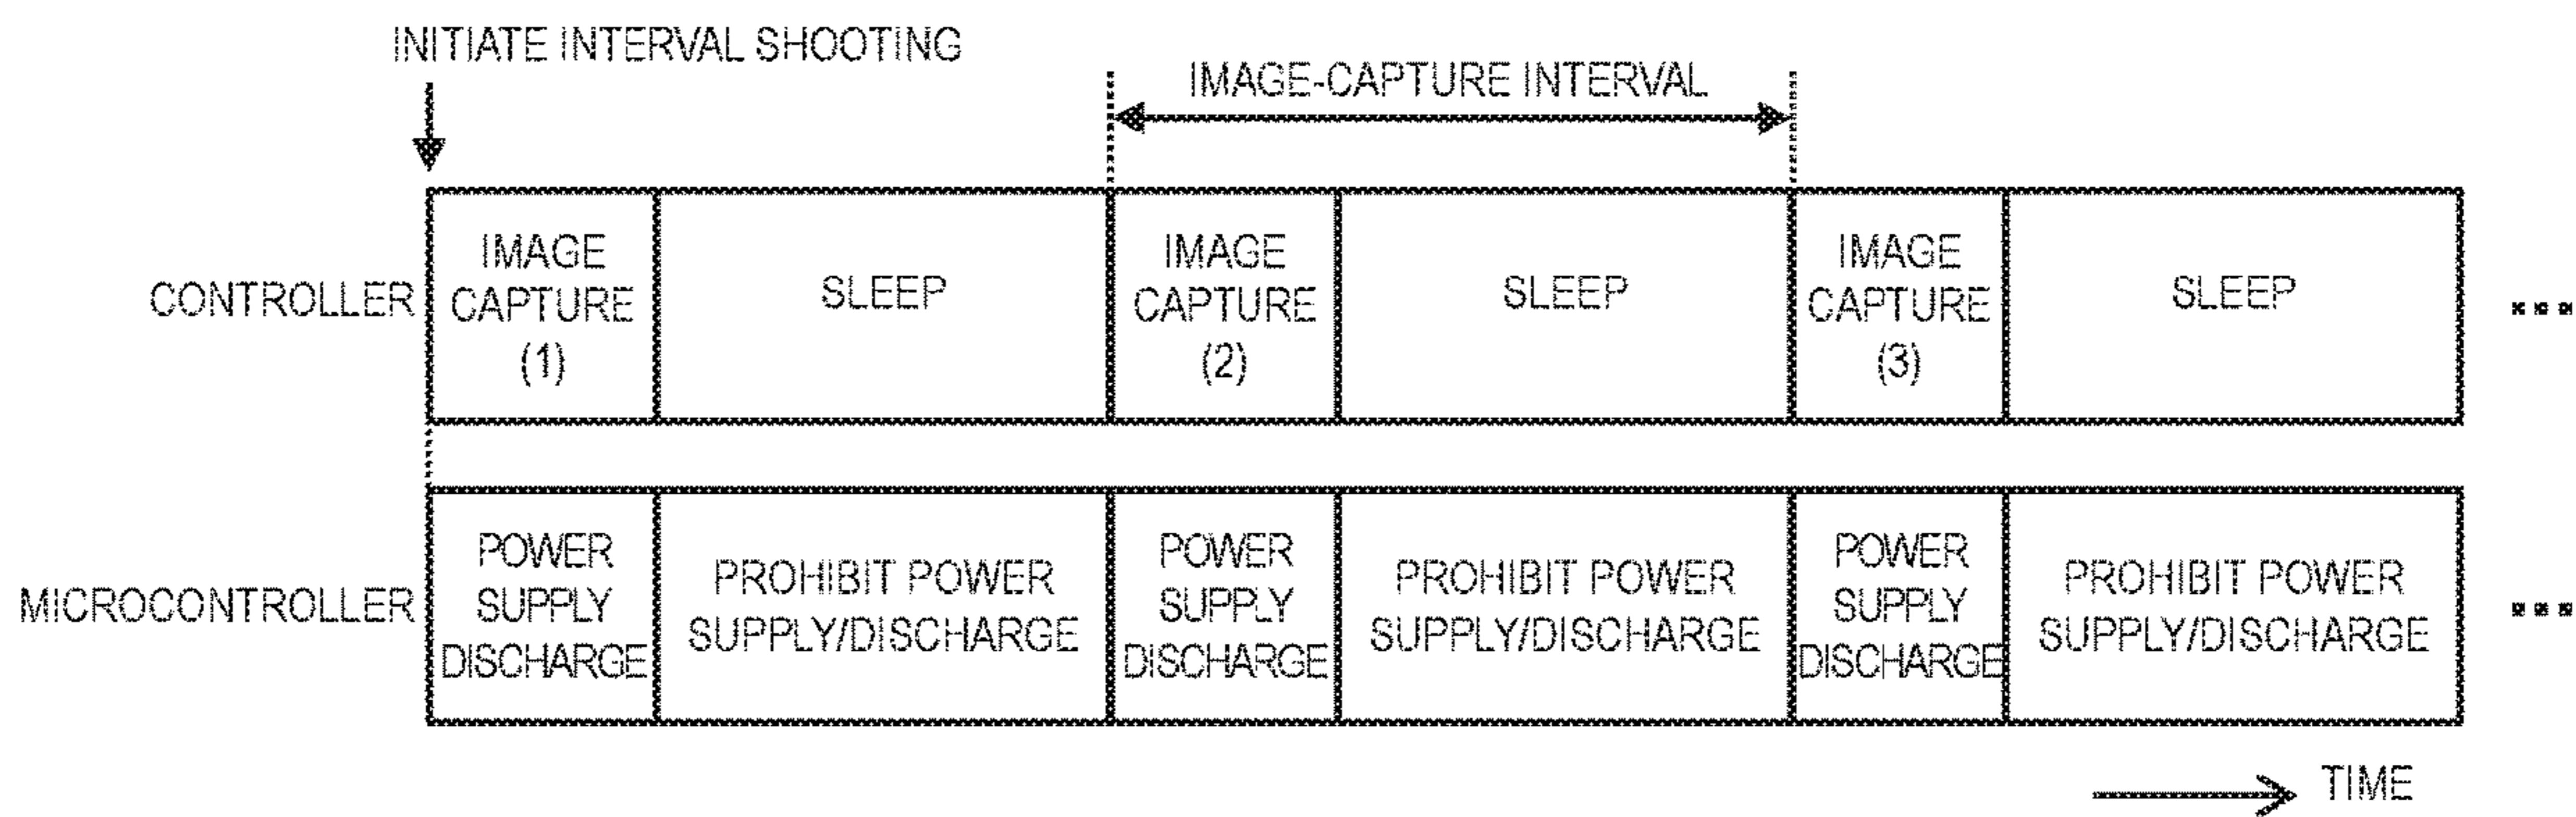 INITIATE INTERVAL SHOOTING
IMAGE-CAPTURE INTERVAL
CONTROLLER
IMAGE
CAPTURE
(1)
SLEEP
IMAGE
CAPTURE
(2)
SLEEP
IMAGE
CAPTURE
(3)
SLEEP
...
MICROCONTROLLER
POWER
SUPPLY
DISCHARGE
PROHIBIT POWER
SUPPLY/DISCHARGE
POWER
SUPPLY
DISCHARGE
PROHIBIT POWER
SUPPLY/DISCHARGE
POWER
SUPPLY
DISCHARGE
PROHIBIT POWER
SUPPLY/DISCHARGE
...
TIME